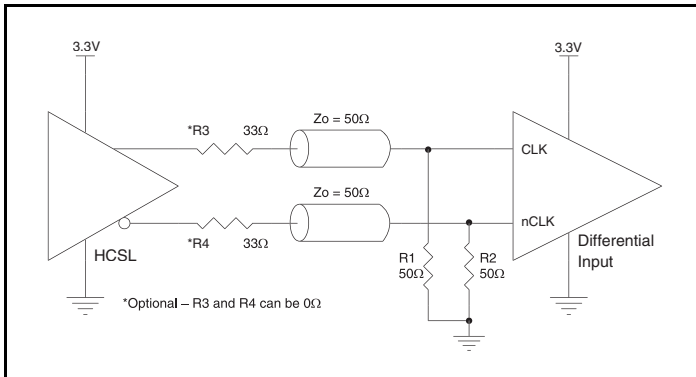 3.3V
3.3V
Zo = 50Ω
*R3 33Ω
CLK
Zo = 50Ω
nCLK
*R4 33Ω
HCSL
R1
50Ω
R2
50Ω
Differential
Input
*Optional – R3 and R4 can be 0Ω